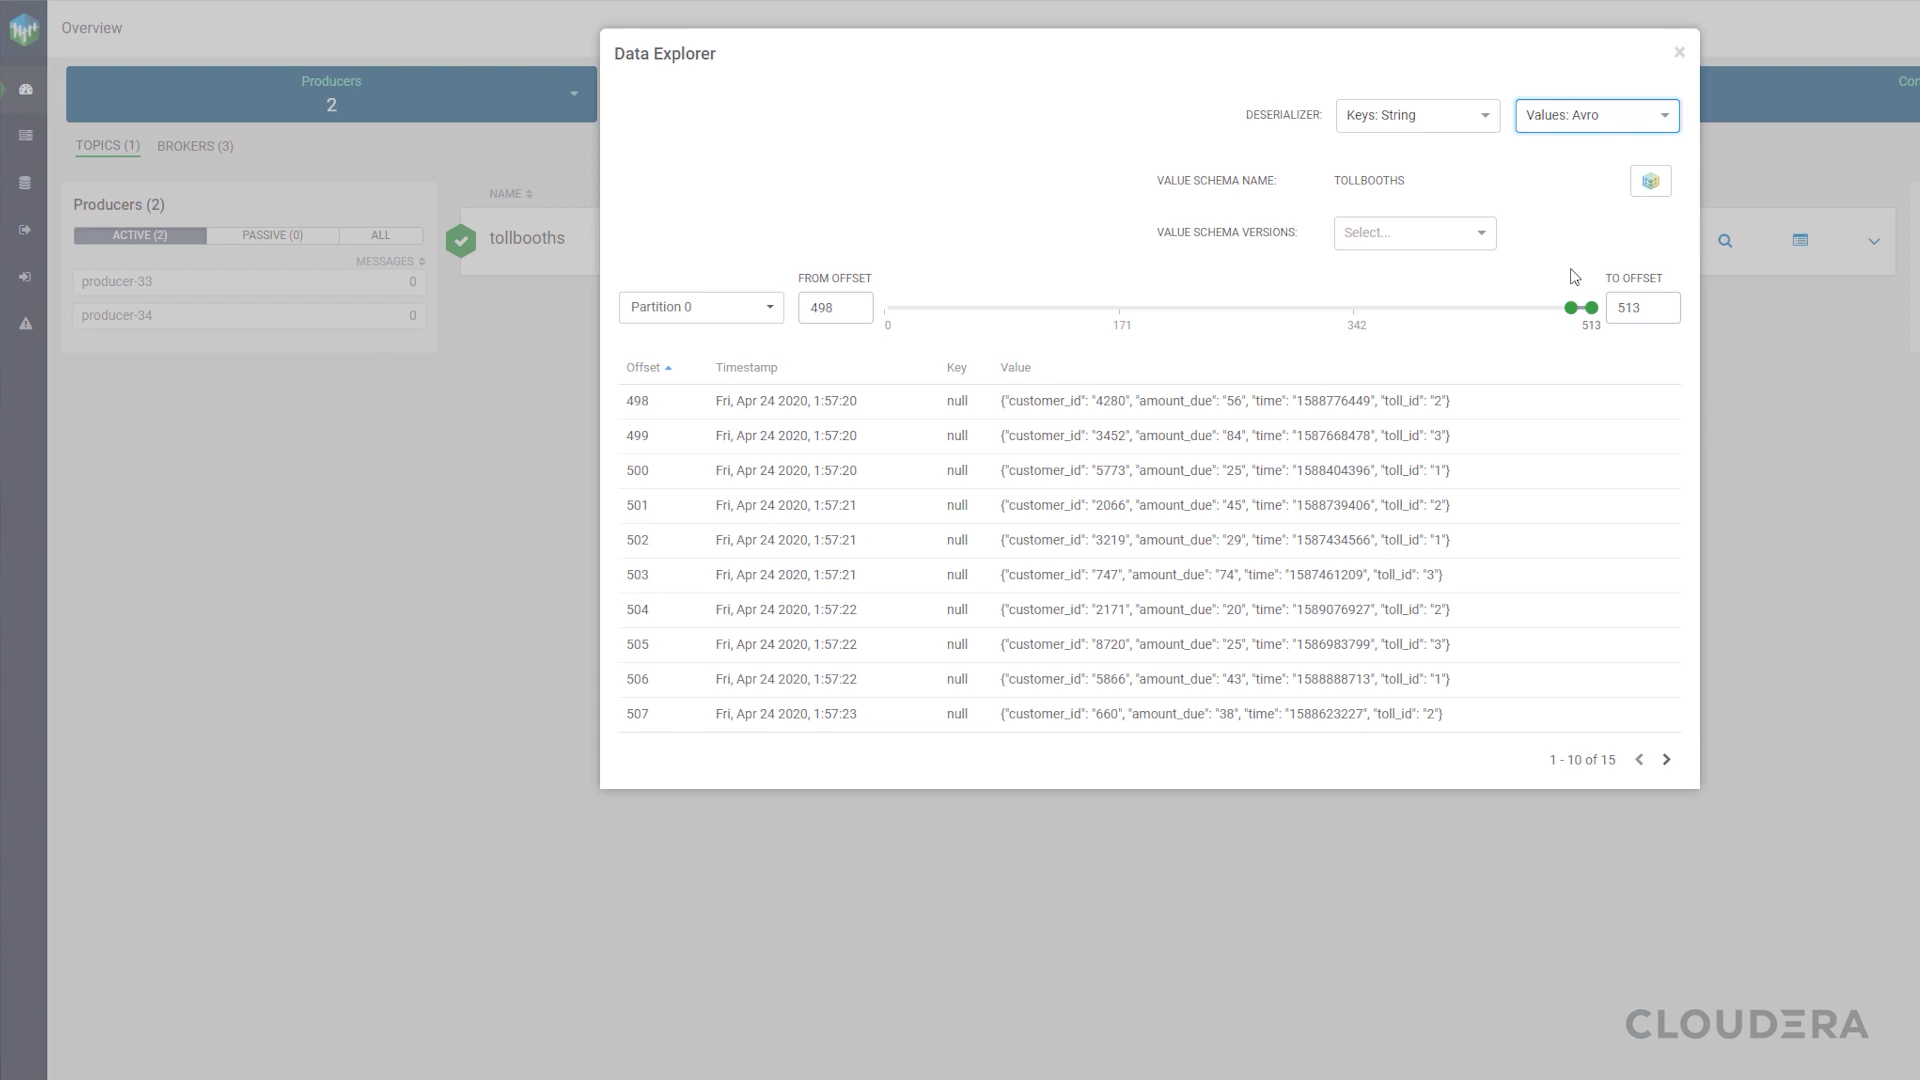 Overview
Producers
2
Con
TOPICS (1) BROKERS (3)
Producers (2)
ACTIVE (2) PASSIVE (0) ALL
MESSAGES
producer-33 0
producer-34 0
NAME
tollbooths
Data Explorer
×
DESERIALIZER: Keys: String Values: Avro
VALUE SCHEMA NAME: TOLLBOOTHS
VALUE SCHEMA VERSIONS: Select...
FROM OFFSET TO OFFSET
Partition 0 498 513
0 171 342 513
Offset Timestamp Key Value
498 Fri, Apr 24 2020, 1:57:20 null {"customer_id": "4280", "amount_due": "56", "time": "1588776449", "toll_id": "2"}
499 Fri, Apr 24 2020, 1:57:20 null {"customer_id": "3452", "amount_due": "84", "time": "1587668478", "toll_id": "3"}
500 Fri, Apr 24 2020, 1:57:20 null {"customer_id": "5773", "amount_due": "25", "time": "1588404396", "toll_id": "1"}
501 Fri, Apr 24 2020, 1:57:21 null {"customer_id": "2066", "amount_due": "45", "time": "1588739406", "toll_id": "2"}
502 Fri, Apr 24 2020, 1:57:21 null {"customer_id": "3219", "amount_due": "29", "time": "1587434566", "toll_id": "1"}
503 Fri, Apr 24 2020, 1:57:21 null {"customer_id": "747", "amount_due": "74", "time": "1587461209", "toll_id": "3"}
504 Fri, Apr 24 2020, 1:57:22 null {"customer_id": "2171", "amount_due": "20", "time": "1589076927", "toll_id": "2"}
505 Fri, Apr 24 2020, 1:57:22 null {"customer_id": "8720", "amount_due": "25", "time": "1586983799", "toll_id": "3"}
506 Fri, Apr 24 2020, 1:57:22 null {"customer_id": "5866", "amount_due": "43", "time": "1588888713", "toll_id": "1"}
507 Fri, Apr 24 2020, 1:57:23 null {"customer_id": "660", "amount_due": "38", "time": "1588623227", "toll_id": "2"}
1 - 10 of 15
CLOUDERA